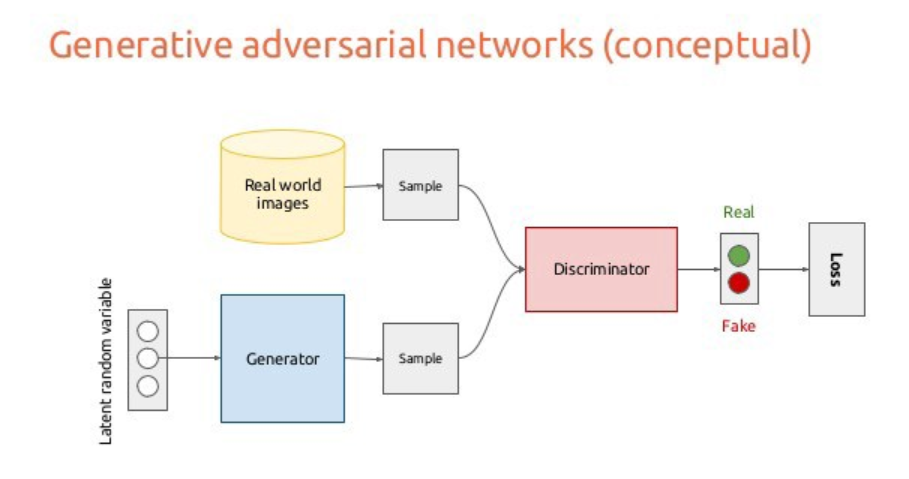 Generative adversarial networks (conceptual)
Real world
images
Sample
Real
Discriminator
Loss
Fake
Latent random variable
Generator
Sample